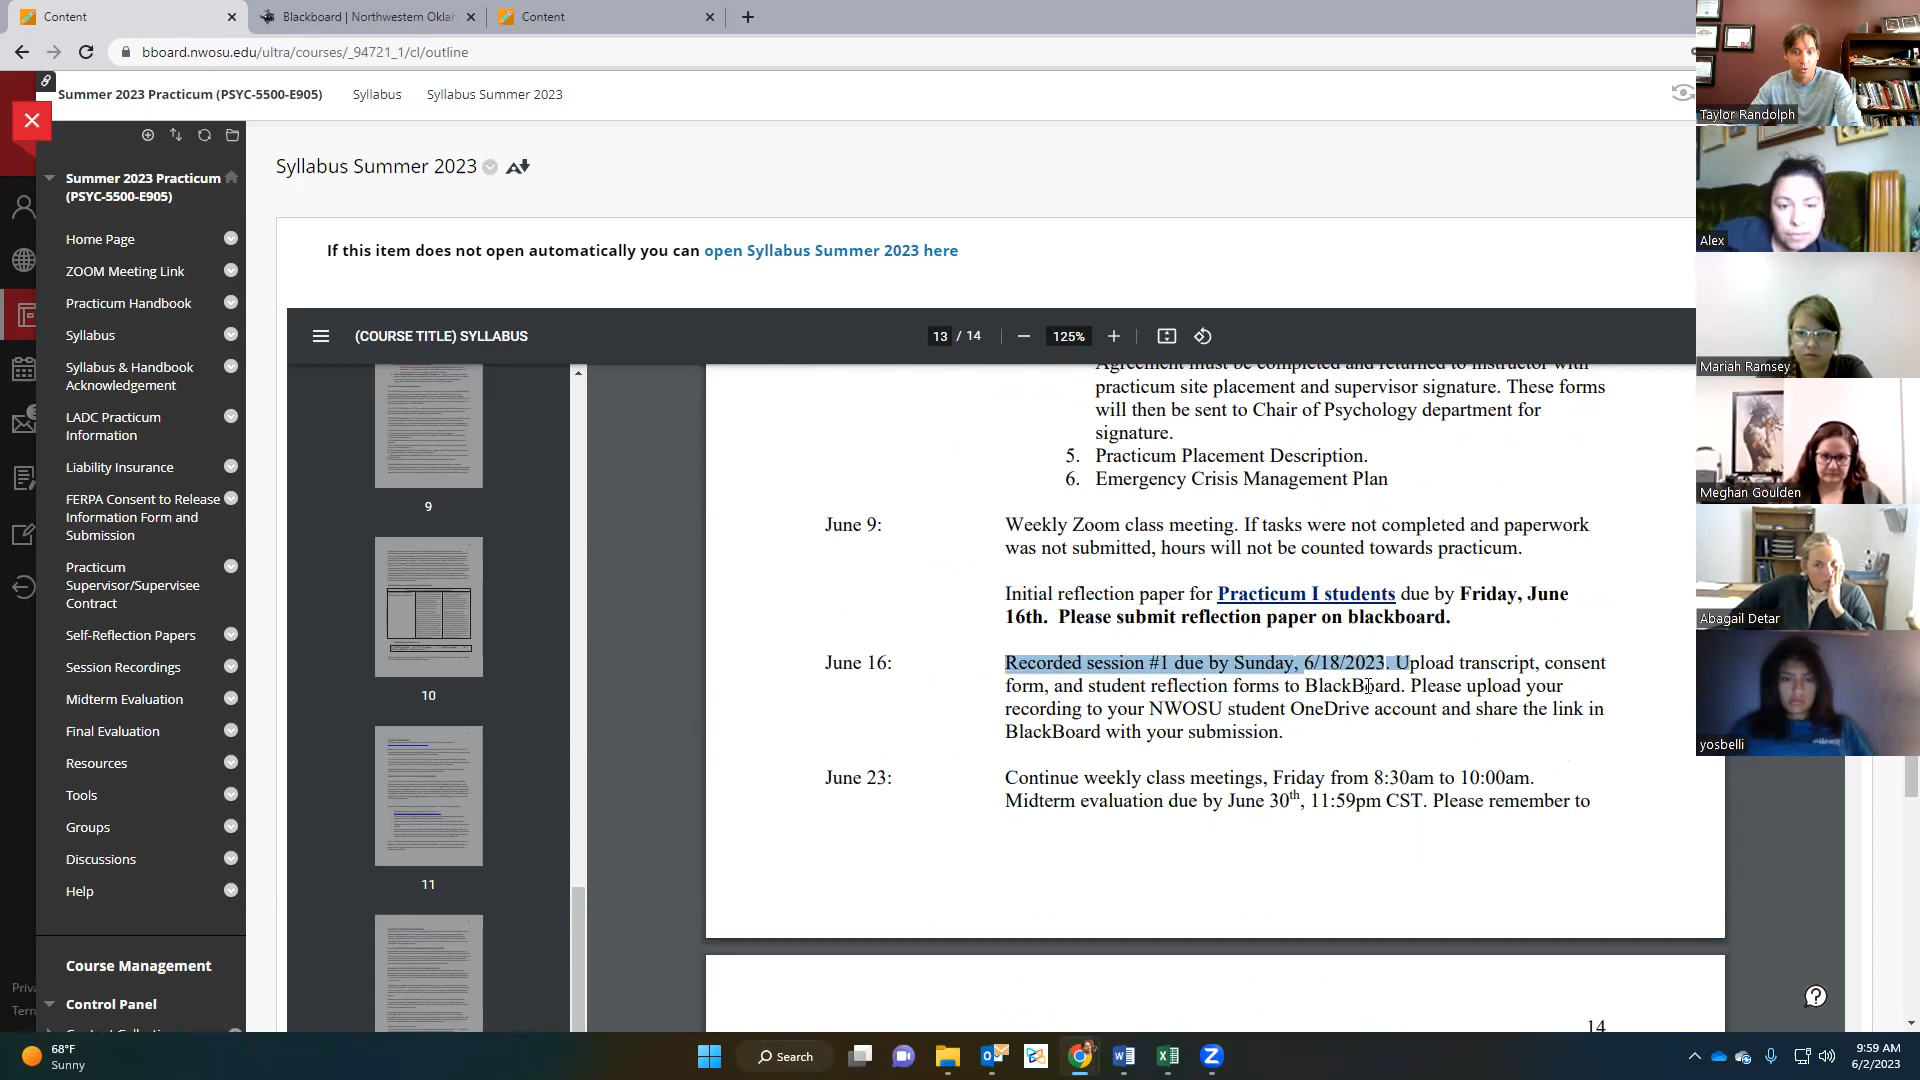 Content
Blackboard | Northwestern Okla
Content
bboard.nwosu.edu/ultra/courses/_94721_1/cl/outline
Summer 2023 Practicum (PSYC-5500-E905)
Syllabus
Syllabus Summer 2023
Summer 2023 Practicum
(PSYC-5500-E905)
Home Page
ZOOM Meeting Link
Practicum Handbook
Syllabus
Syllabus & Handbook
Acknowledgement
LADC Practicum
Information
Liability Insurance
FERPA Consent to Release
Information Form and
Submission
Practicum
Supervisor/Supervisee
Contract
Self-Reflection Papers
Session Recordings
Midterm Evaluation
Final Evaluation
Resources
Tools
Groups
Discussions
Help
Course Management
Control Panel
Priva
Term
Syllabus Summer 2023
If this item does not open automatically you can open Syllabus Summer 2023 here
(COURSE TITLE) SYLLABUS
13 / 14
125%
9
10
11
Agreement must be completed and returned to instructor with
practicum site placement and supervisor signature. These forms
will then be sent to Chair of Psychology department for
signature.
5. Practicum Placement Description.
6. Emergency Crisis Management Plan
June 9: Weekly Zoom class meeting. If tasks were not completed and paperwork
was not submitted, hours will not be counted towards practicum.
Initial reflection paper for Practicum I students due by Friday, June
16th. Please submit reflection paper on blackboard.
June 16: Recorded session #1 due by Sunday, 6/18/2023. Upload transcript, consent
form, and student reflection forms to BlackBoard. Please upload your
recording to your NWOSU student OneDrive account and share the link in
BlackBoard with your submission.
June 23: Continue weekly class meetings, Friday from 8:30am to 10:00am.
Midterm evaluation due by June 30th, 11:59pm CST. Please remember to
14
Taylor Randolph
Alex
Mariah Ramsey
Meghan Goulden
Abagail Detar
yosbelli
68°F
Sunny
Search
9:59 AM
6/2/2023